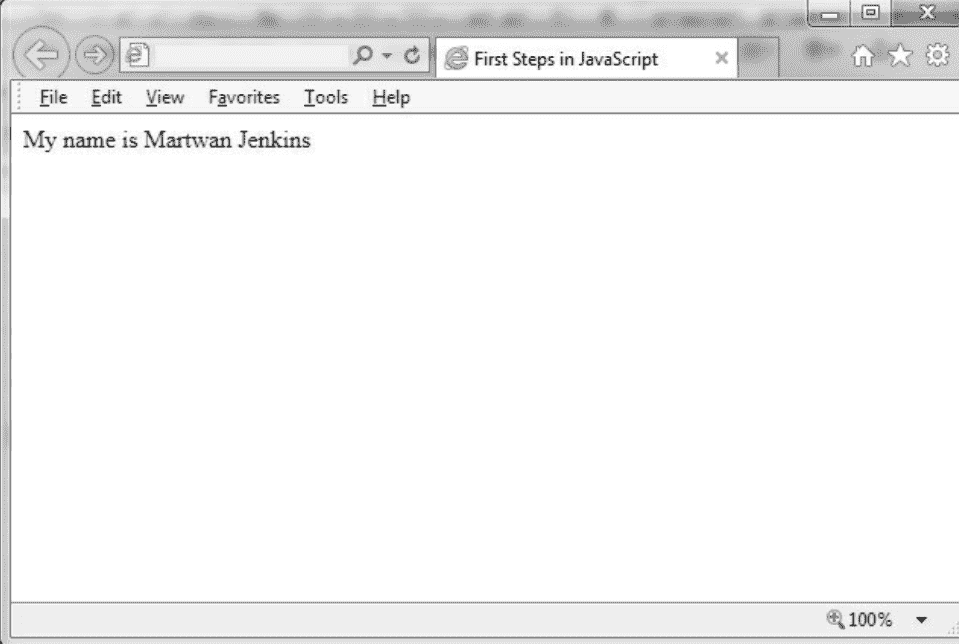 First Steps in JavaScript
File Edit View Favorites Tools Help
My name is Martwan Jenkins
100%